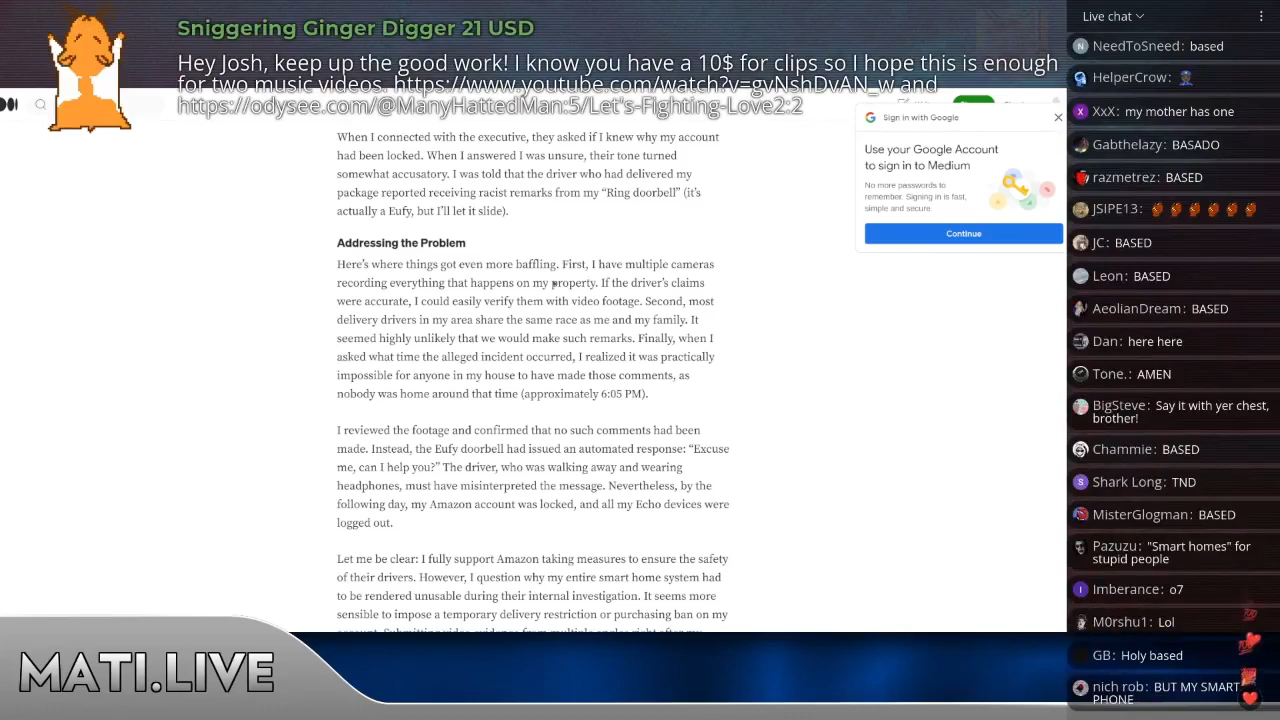 Sniggering Ginger Digger 21 USD
Hey Josh, keep up the good work! I know you have a 10$ for clips so I hope this is enough
for two music videos. https://www.youtube.com/watch?v=gvNshDvAN_w and
https://odysee.com/@ManyHattedMan:5/Let's-Fighting-Love2:2
When I connected with the executive, they asked if I knew why my account
had been locked. When I answered I was unsure, their tone turned
somewhat accusatory. I was told that the driver who had delivered my
package reported receiving racist remarks from my “Ring doorbell” (it’s
actually a Eufy, but I’ll let it slide).
Addressing the Problem
Here’s where things got even more baffling. First, I have multiple cameras
recording everything that happens on my property. If the driver’s claims
were accurate, I could easily verify them with video footage. Second, most
delivery drivers in my area share the same race as me and my family. It
seemed highly unlikely that we would make such remarks. Finally, when I
asked what time the alleged incident occurred, I realized it was practically
impossible for anyone in my house to have made those comments, as
nobody was home around that time (approximately 6:05 PM).
I reviewed the footage and confirmed that no such comments had been
made. Instead, the Eufy doorbell had issued an automated response: “Excuse
me, can I help you?” The driver, who was walking away and wearing
headphones, must have misinterpreted the message. Nevertheless, by the
following day, my Amazon account was locked, and all my Echo devices were
logged out.
Let me be clear: I fully support Amazon taking measures to ensure the safety
of their drivers. However, I question why my entire smart home system had
to be rendered unusable during their internal investigation. It seems more
sensible to impose a temporary delivery restriction or purchasing ban on my
Sign in with Google
Use your Google Account
to sign in to Medium
No more passwords to
remember. Signing in is fast,
simple and secure.
Continue
Live chat
N NeedToSneed: based
HelperCrow:
X XxX: my mother has one
Gabthelazy: BASADO
razmetrez: BASED
JSIPE13:
JC: BASED
Leon: BASED
AeolianDream: BASED
Dan: here here
Tone.: AMEN
BigSteve: Say it with yer chest,
brother!
Chammie: BASED
S Shark Long: TND
MisterGlogman: BASED
Pazuzu: "Smart homes" for
stupid people
I Imberance: o7
M0rshu1: Lol
GB: Holy based
nich rob: BUT MY SMART
PHONE
MATI.LIVE